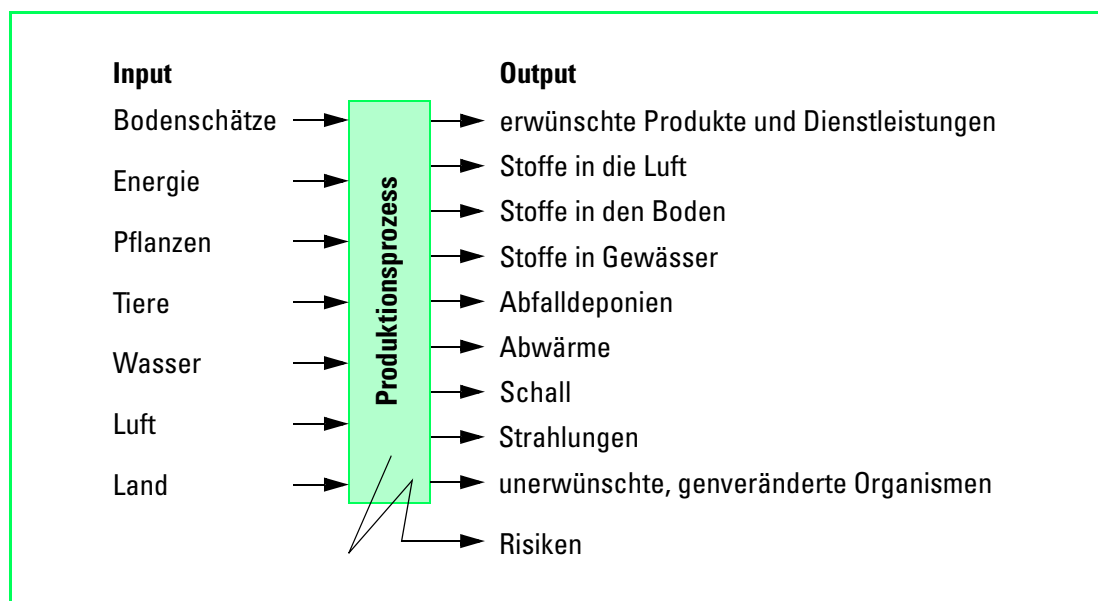 Input
Bodenschätze
Energie
Pflanzen
Tiere
Wasser
Luft
Land
Produktionsprozess
Output
erwünschte Produkte und Dienstleistungen
Stoffe in die Luft
Stoffe in den Boden
Stoffe in Gewässer
Abfalldeponien
Abwärme
Schall
Strahlungen
unerwünschte, genveränderte Organismen
Risiken